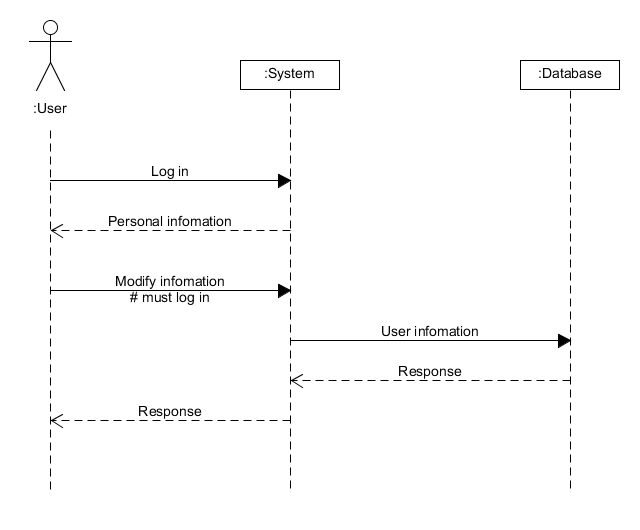 :System
:Database
:User
Log in
Personal infomation
Modify infomation
# must log in
User infomation
Response
Response